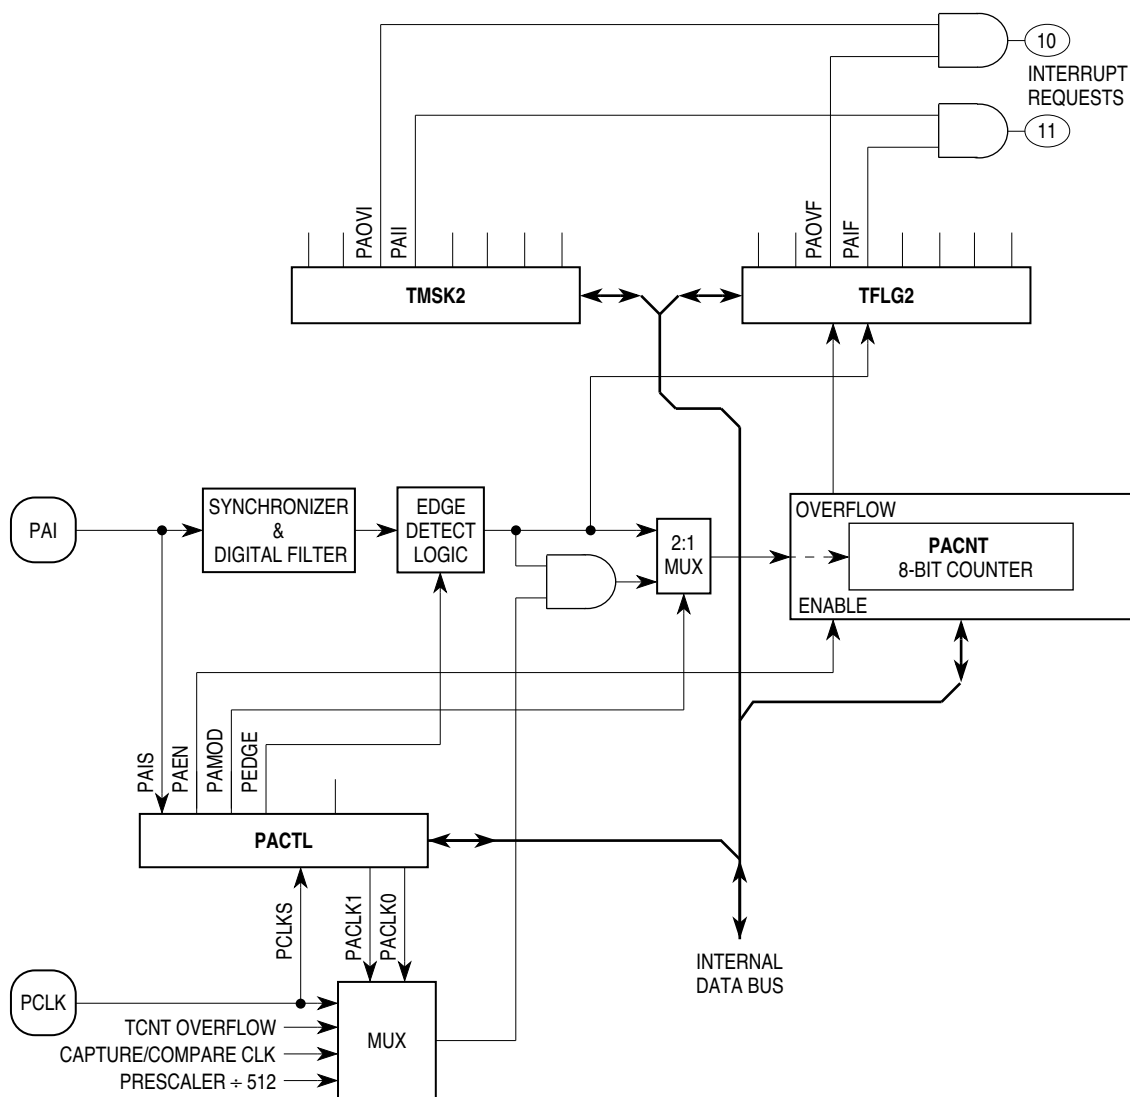 10
INTERRUPT
REQUESTS
11
PAOVI
PAII
PAOVF
PAIF
TMSK2
TFLG2
PAI
SYNCHRONIZER
&
DIGITAL FILTER
EDGE
DETECT
LOGIC
2:1
MUX
OVERFLOW
PACNT
8-BIT COUNTER
ENABLE
PAIS
PAEN
PAMOD
PEDGE
PACTL
PCLKS
PACLK1
PACLK0
INTERNAL
DATA BUS
PCLK
TCNT OVERFLOW
CAPTURE/COMPARE CLK
PRESCALER ÷ 512
MUX